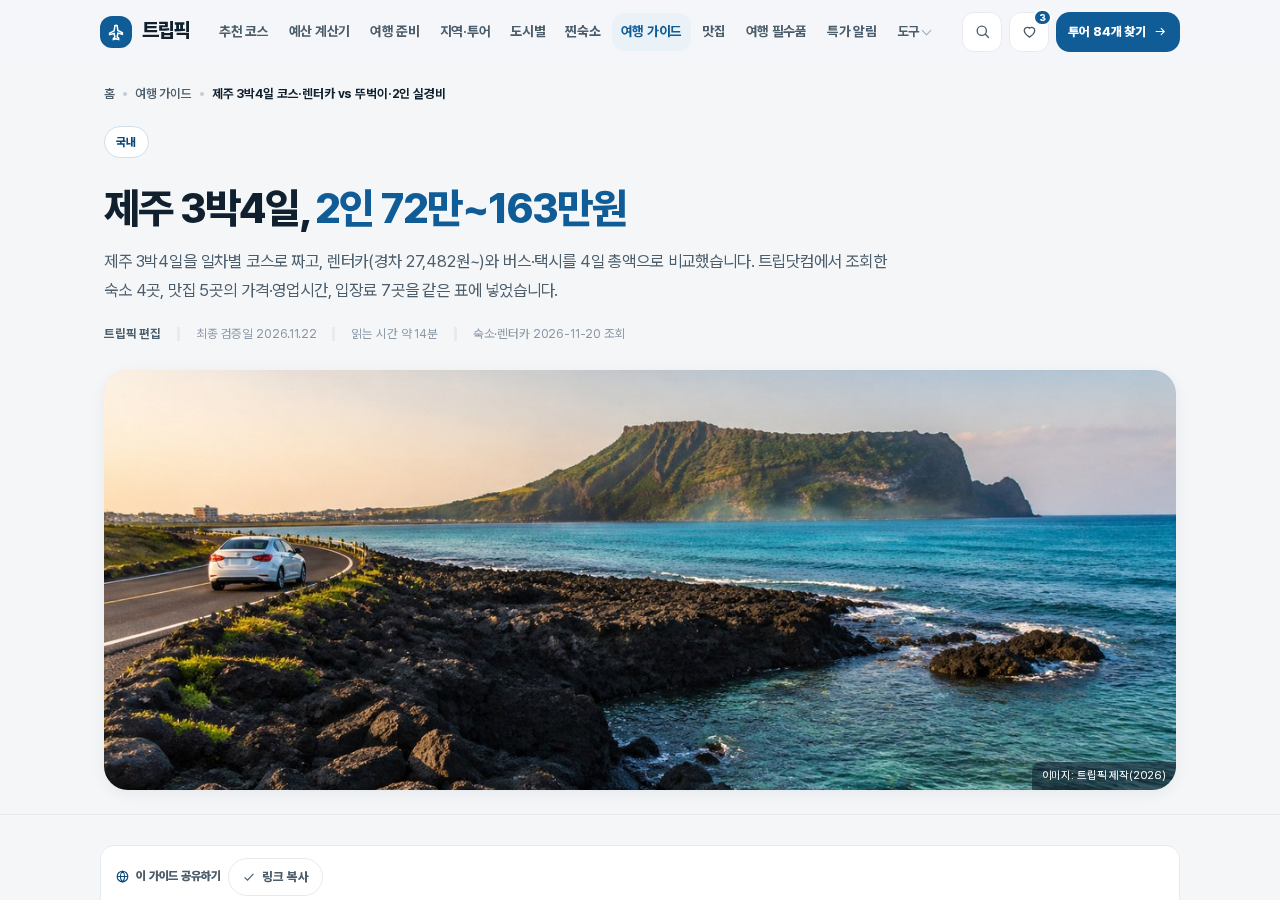 트립픽
추천 코스 예산 계산기 여행 준비 지역·투어 도시별 찐숙소 여행 가이드 맛집 여행 필수품 특가 알림 도구
3
투어 84개 찾기 →
홈 • 여행 가이드 • 제주 3박4일 코스·렌터카 vs 뚜벅이·2인 실경비
국내
제주 3박4일, 2인 72만~163만원
제주 3박4일을 일차별 코스로 짜고, 렌터카(경차 27,482원~)와 버스·택시를 4일 총액으로 비교했습니다. 트립닷컴에서 조회한
숙소 4곳, 맛집 5곳의 가격·영업시간, 입장료 7곳을 같은 표에 넣었습니다.
트립픽 편집 | 최종 검증일 2026.11.22 | 읽는 시간 약 14분 | 숙소·렌터카 2026-11-20 조회
이미지: 트립픽 제작(2026)
이 가이드 공유하기 링크 복사